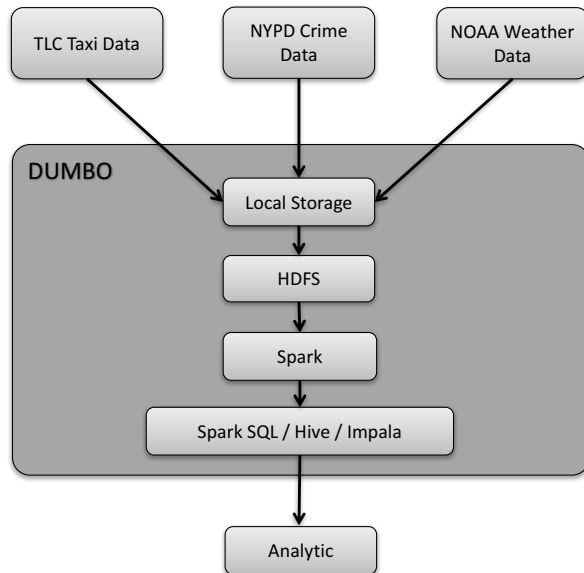 TLC Taxi Data
NYPD Crime
Data
NOAA Weather
Data
DUMBO
Local Storage
HDFS
Spark
Spark SQL / Hive / Impala
Analytic